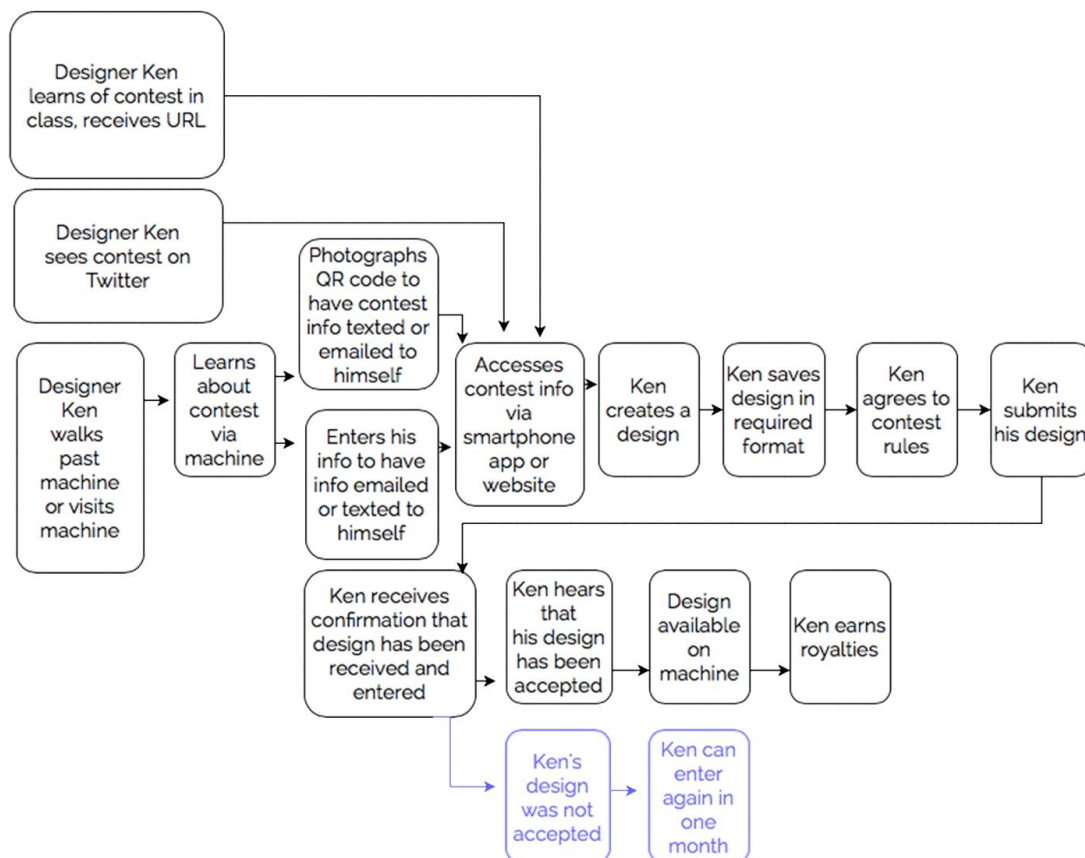 Designer Ken
learns of contest in
class, receives URL
Designer Ken
sees contest on
Twitter
Designer
Ken
walks
past
machine
or visits
machine
Learns
about
contest
via
machine
Photographs
QR code to
have contest
info texted or
emailed to
himself
Enters his
info to have
info emailed
or texted to
himself
Accesses
contest info
via
smartphone
app or
website
Ken
creates a
design
Ken saves
design in
required
format
Ken
agrees to
contest
rules
Ken
submits
his design
Ken receives
confirmation that
design has been
received and
entered
Ken hears
that
his design
has been
accepted
Design
available
on
machine
Ken earns
royalties
Ken's
design
was not
accepted
Ken can
enter
again in
one
month